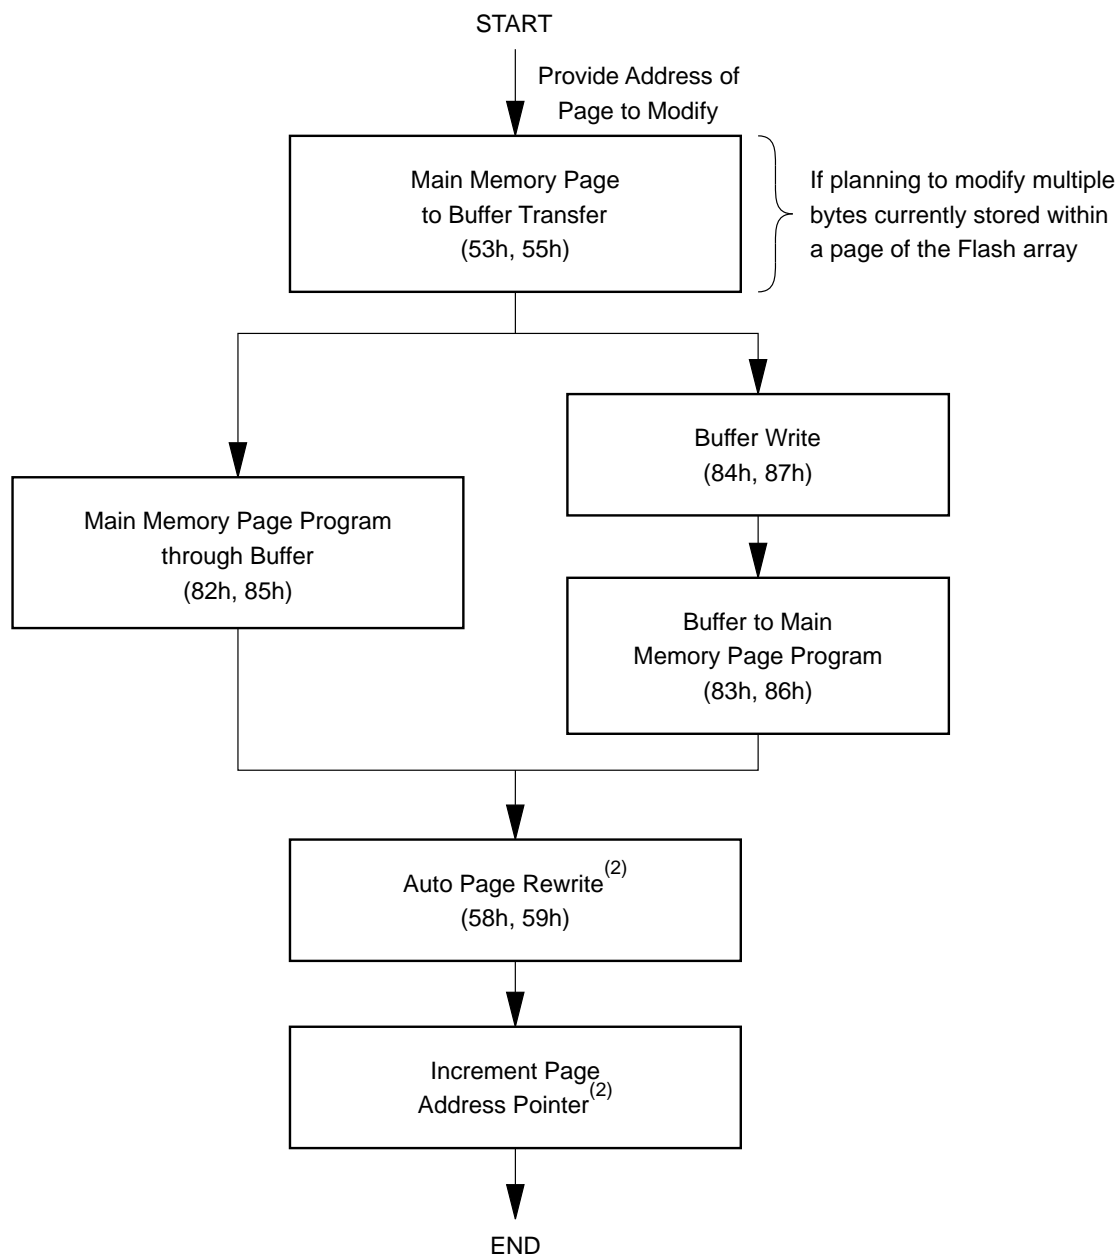 START
Provide Address of
Page to Modify
Main Memory Page
to Buffer Transfer
(53h, 55h)
If planning to modify multiple
bytes currently stored within
a page of the Flash array
Buffer Write
(84h, 87h)
Main Memory Page Program
through Buffer
(82h, 85h)
Buffer to Main
Memory Page Program
(83h, 86h)
Auto Page Rewrite(2)
(58h, 59h)
Increment Page
Address Pointer(2)
END